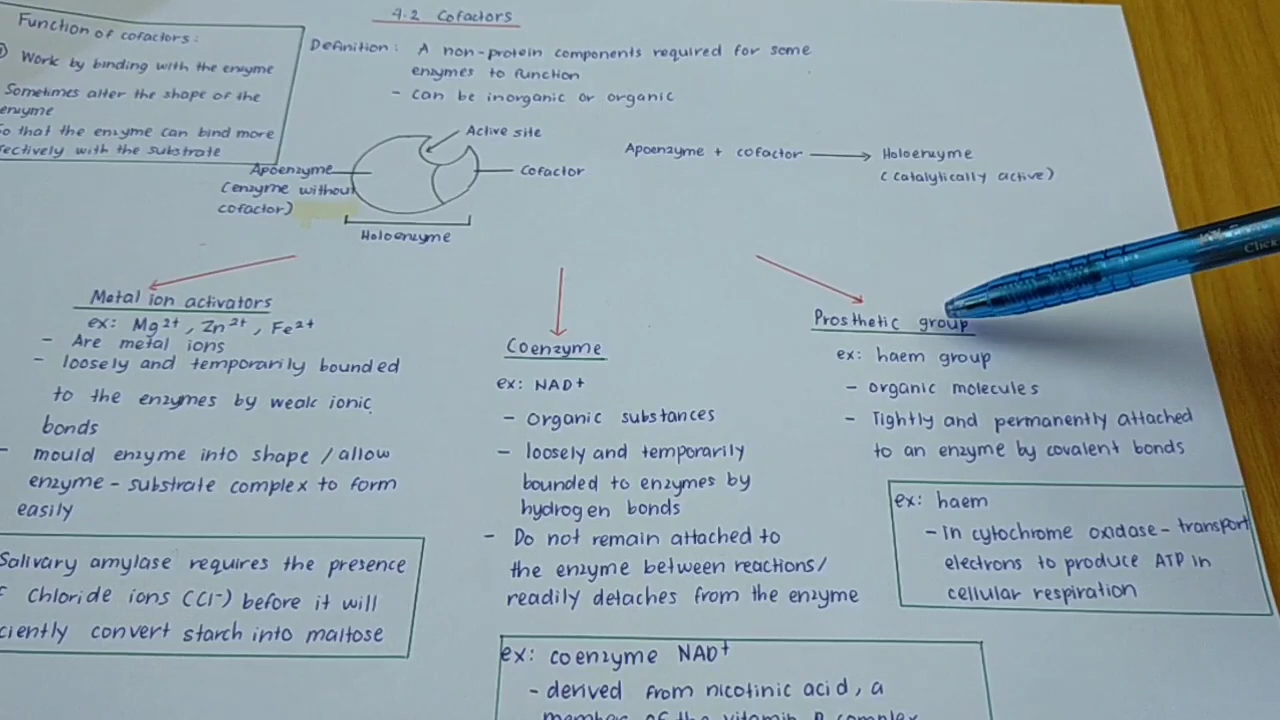 4.2 Cofactors
Function of cofactors:
Work by binding with the enzyme
Sometimes alter the shape of the
enzyme
So that the enzyme can bind more
with the substrate
Definition: A non-protein components required for some
enzymes to function
- can be inorganic or organic
Active site
Apoenzyme
(enzyme without
cofactor)
Cofactor
Holoenzyme
Apoenzyme + cofactor → Holoenzyme
(catalytically active)
Metal ion activators
ex: Mg²⁺, Zn²⁺, Fe²⁺
- Are metal ions
- loosely and temporarily bounded
to the enzymes by weak ionic
bonds
- mould enzyme into shape / allow
enzyme-substrate complex to form
easily
Salivary amylase requires the presence
chloride ions (Cl⁻) before it will
convert starch into maltose
Coenzyme
ex: NAD⁺
- organic substances
- loosely and temporarily
bounded to enzymes by
hydrogen bonds
- Do not remain attached to
the enzyme between reactions/
readily detaches from the enzyme
ex: coenzyme NAD⁺
- derived from nicotinic acid, a
member of the vitamin B complex
Prosthetic group
ex: haem group
- organic molecules
- Tightly and permanently attached
to an enzyme by covalent bonds
ex: haem
- In cytochrome oxidase - transport
electrons to produce ATP in
cellular respiration
Click